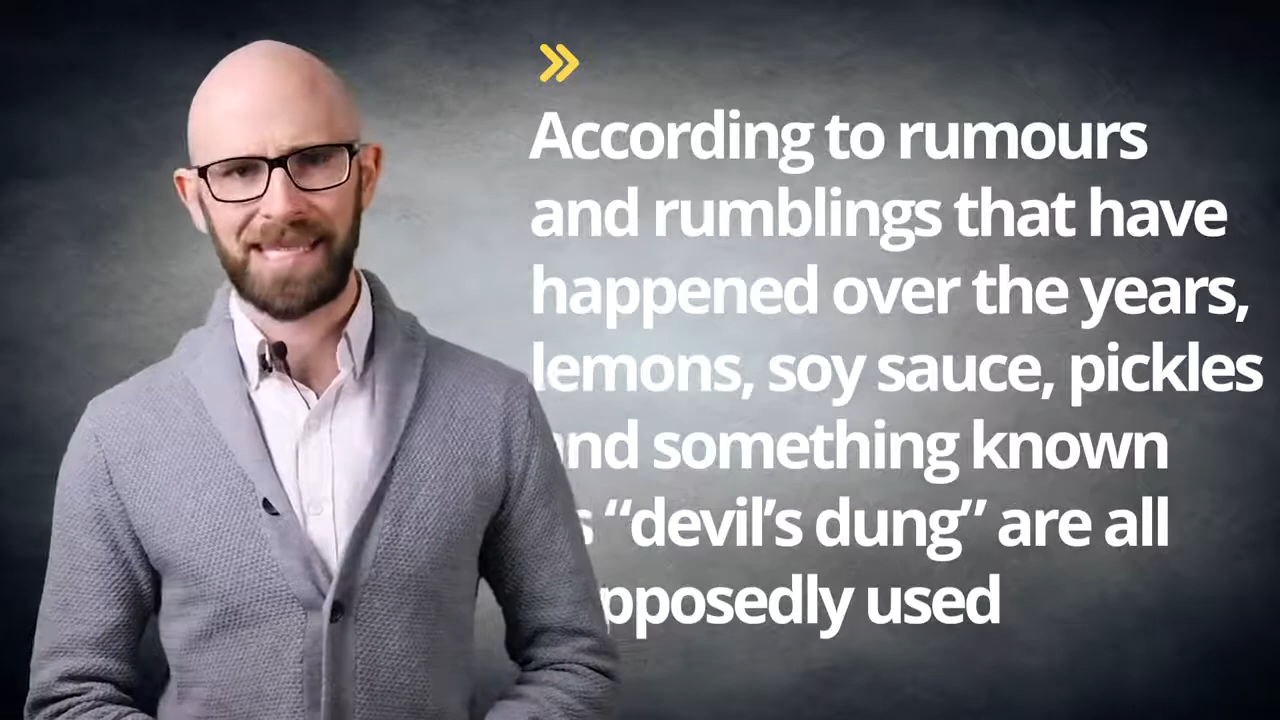 According to rumours
and rumblings that have
happened over the years,
lemons, soy sauce, pickles
and something known
“devil’s dung” are all
used